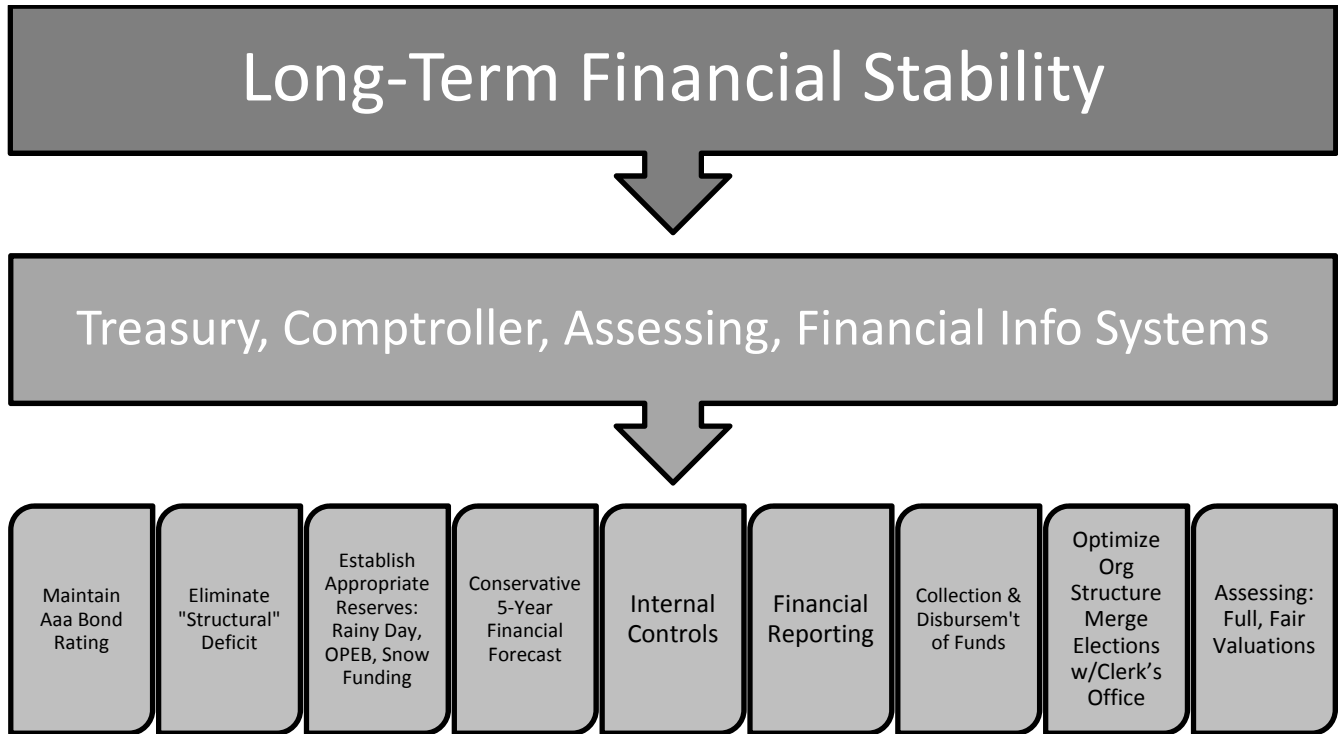 Long-Term Financial Stability
Treasury, Comptroller, Assessing, Financial Info Systems
Maintain
Aaa Bond
Rating
Eliminate
"Structural"
Deficit
Establish
Appropriate
Reserves:
Rainy Day,
OPEB, Snow
Funding
Conservative
5-Year
Financial
Forecast
Internal
Controls
Financial
Reporting
Collection &
Disbursem't
of Funds
Optimize
Org
Structure
Merge
Elections
w/Clerk’s
Office
Assessing:
Full, Fair
Valuations